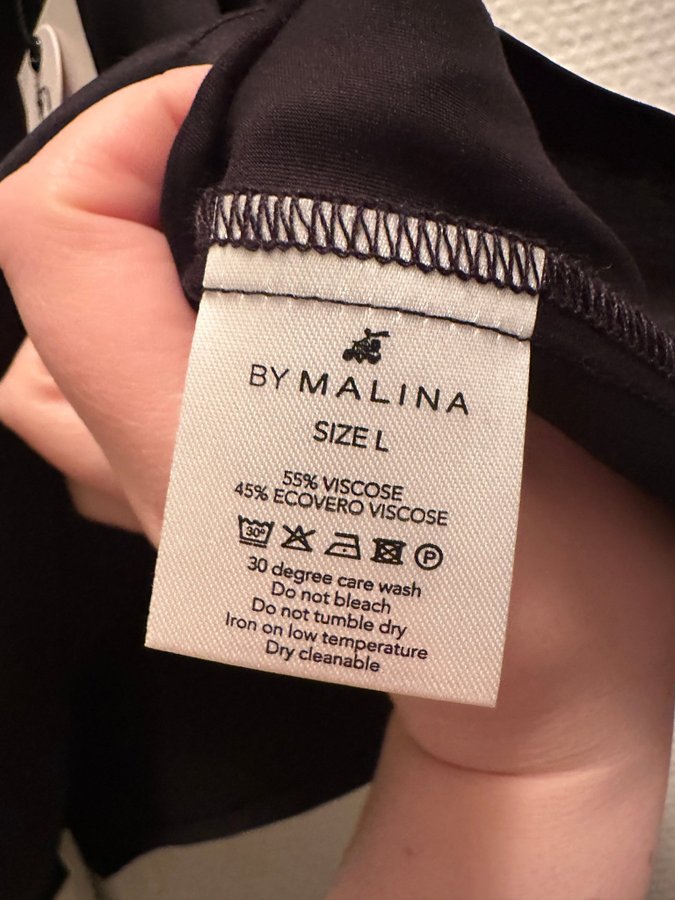 BY MALINA
SIZE L
55% VISCOSE
45% ECOVERO VISCOSE
30°
P
30 degree care wash
Do not bleach
Do not tumble dry
Iron on low temperature
Dry cleanable